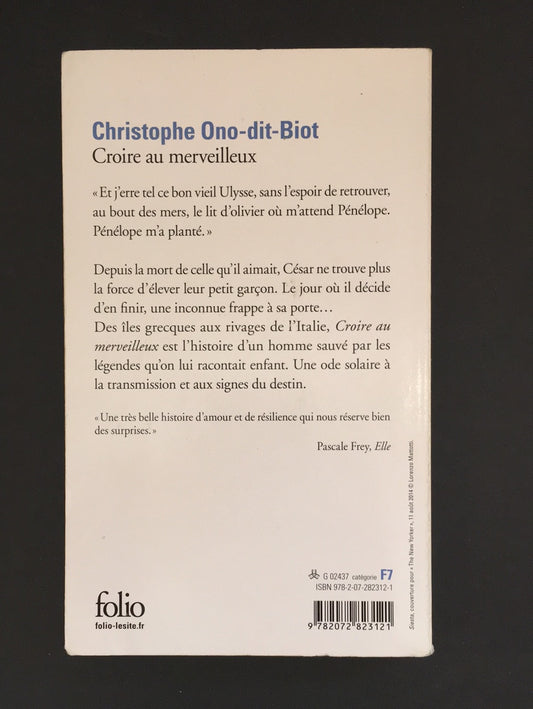 Christophe Ono-dit-Biot
Croire au merveilleux
« Et j'erre tel ce bon vieil Ulysse, sans l'espoir de retrouver,
au bout des mers, le lit d'olivier où m'attend Pénélope.
Pénélope m'a planté. »
Depuis la mort de celle qu'il aimait, César ne trouve plus
la force d'élever leur petit garçon. Le jour où il décide
d'en finir, une inconnue frappe à sa porte…
Des îles grecques aux rivages de l'Italie, Croire au
merveilleux est l'histoire d'un homme sauvé par les
légendes qu'on lui racontait enfant. Une ode solaire à
la transmission et aux signes du destin.
« Une très belle histoire d'amour et de résilience qui nous réserve bien
des surprises. »
Pascale Frey, Elle
G 02437 catégorie F7
ISBN 978-2-07-282312-1
folio
folio-lesite.fr
9 782072 823121
Siesta, couverture pour « The New Yorker », 11 août 2014 © Lorenzo Mattotti.